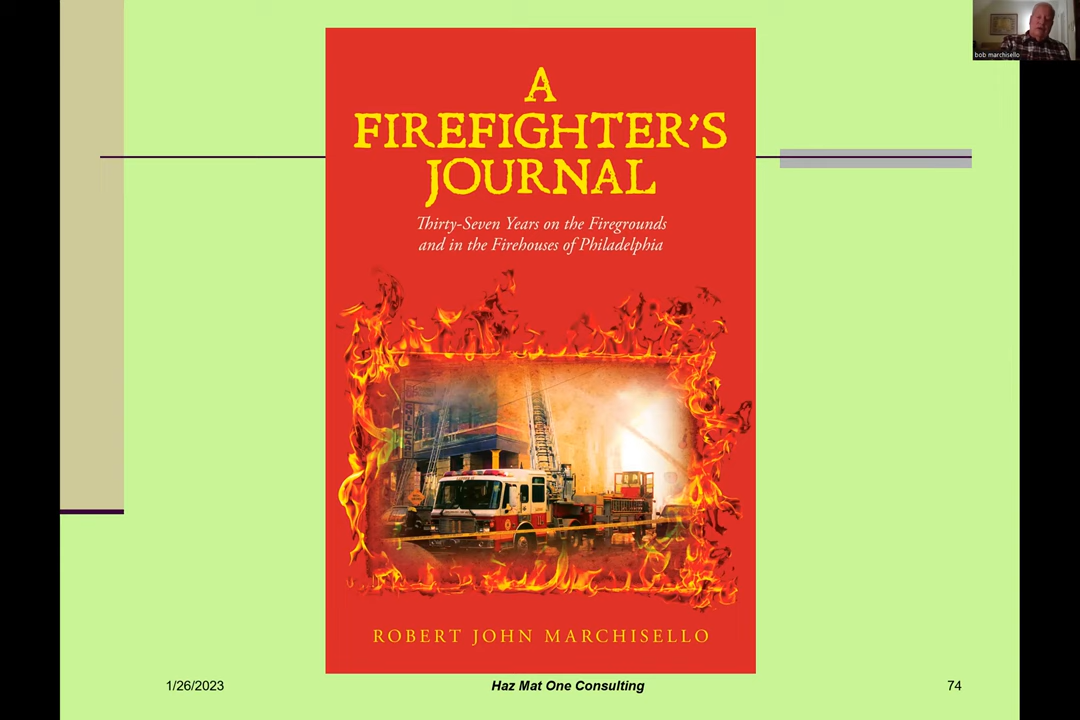 bob marchisello
A
FIREFIGHTER'S
JOURNAL
Thirty-Seven Years on the Firegrounds
and in the Firehouses of Philadelphia
ROBERT JOHN MARCHISELLO
1/26/2023
Haz Mat One Consulting
74